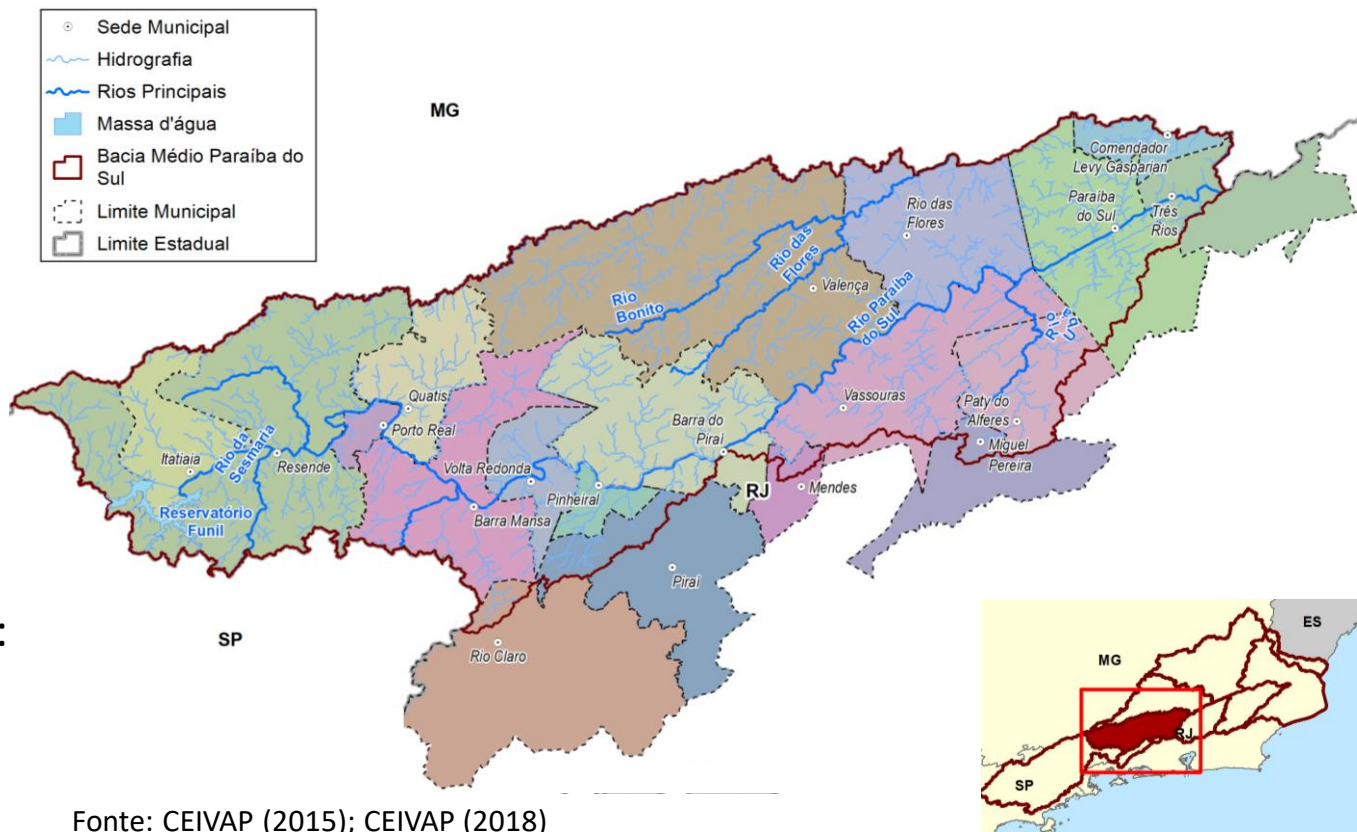 Sede Municipal
Hidrografia
Rios Principais
Massa d'água
Bacia Médio Paraíba do
Sul
Limite Municipal
Limite Estadual
MG
Comendador
Levy Gasparian
Paraíba
do Sul
Três
Rios
Rio das
Flores
Rio das
Flores
Valença
Rio
Bonito
Rio Paraíba
do Sul
Rio
Ubá
Quatis
Porto Real
Vassouras
Paty do
Alferes
Barra do
Piraí
Miguel
Pereira
Itatiaia
Rio da
Sesmaria
Resende
Volta Redonda
Pinheiral
RJ
Mendes
Reservatório
Funil
Barra Mansa
Piraí
SP
:
Rio Claro
ES
MG
RJ
SP
Fonte: CEIVAP (2015); CEIVAP (2018)